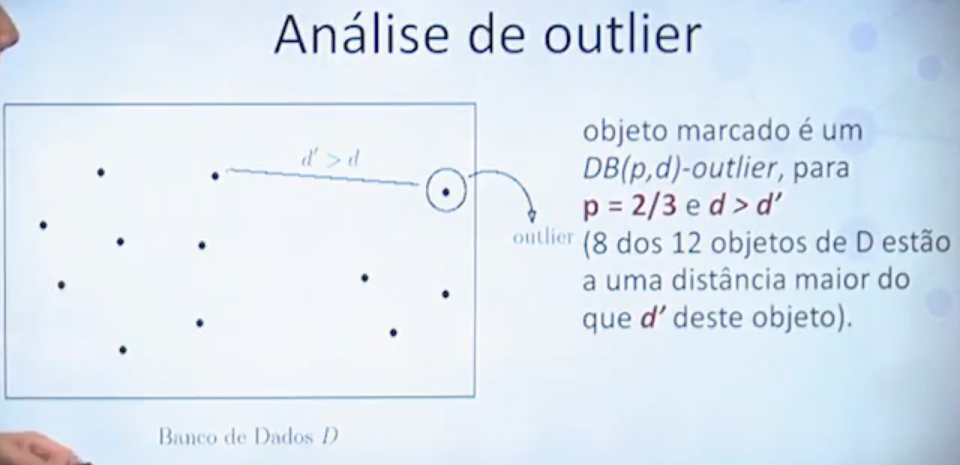 Análise de outlier
d' > d
outlier
Banco de Dados D
objeto marcado é um
DB(p,d)-outlier, para
p = 2/3 e d > d'
(8 dos 12 objetos de D estão
a uma distância maior do
que d' deste objeto).